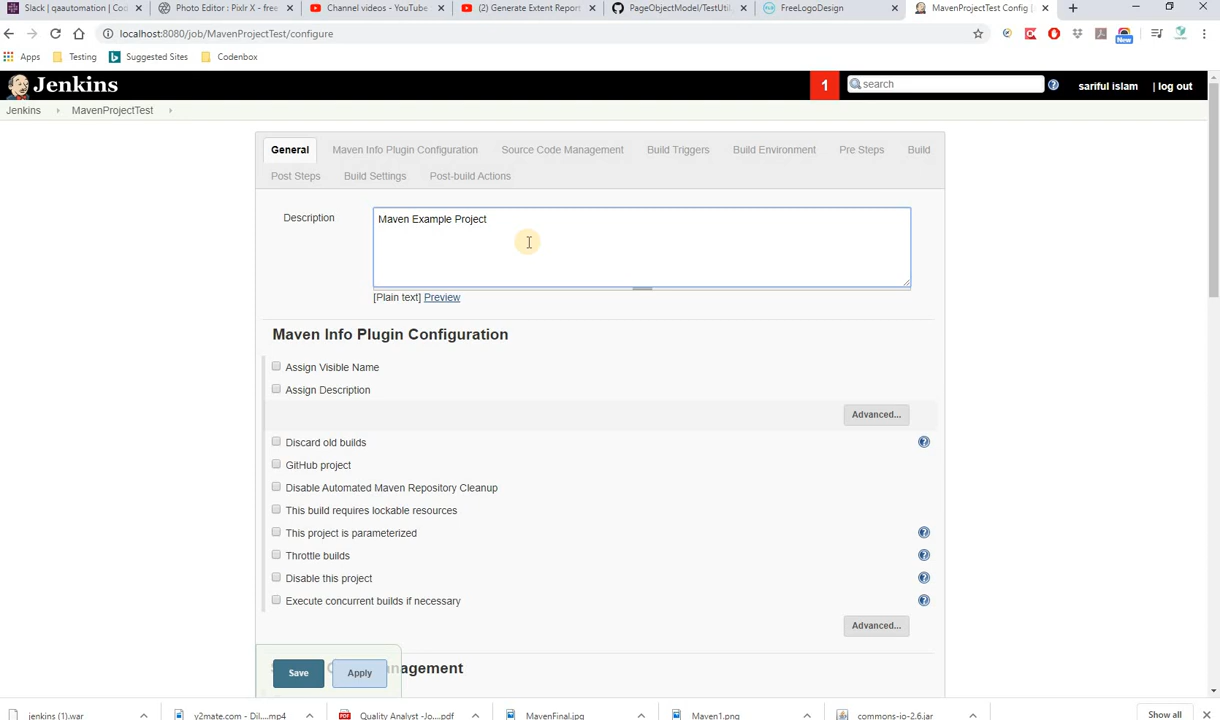 Slack | qaautomation | Cod
Photo Editor : Pixlr X - free
Channel videos - YouTube
(2) Generate Extent Report
PageObjectModel/TestUtil
FreeLogoDesign
MavenProjectTest Config [
localhost:8080/job/MavenProjectTest/configure
New
Apps
Testing
Suggested Sites
Codenbox
Jenkins
1
search
sariful islam
| log out
Jenkins
MavenProjectTest
General
Maven Info Plugin Configuration
Source Code Management
Build Triggers
Build Environment
Pre Steps
Build
Post Steps
Build Settings
Post-build Actions
Description
Maven Example Project
[Plain text] Preview
Maven Info Plugin Configuration
Assign Visible Name
Assign Description
Advanced...
Discard old builds
GitHub project
Disable Automated Maven Repository Cleanup
This build requires lockable resources
This project is parameterized
Throttle builds
Disable this project
Execute concurrent builds if necessary
Advanced...
nagement
Save
Apply
jenkins (1).war
y2mate.com - Dil....mp4
Quality Analyst -Jo....pdf
MavenFinal.jpg
Maven1.png
commons-io-2.6.jar
Show all